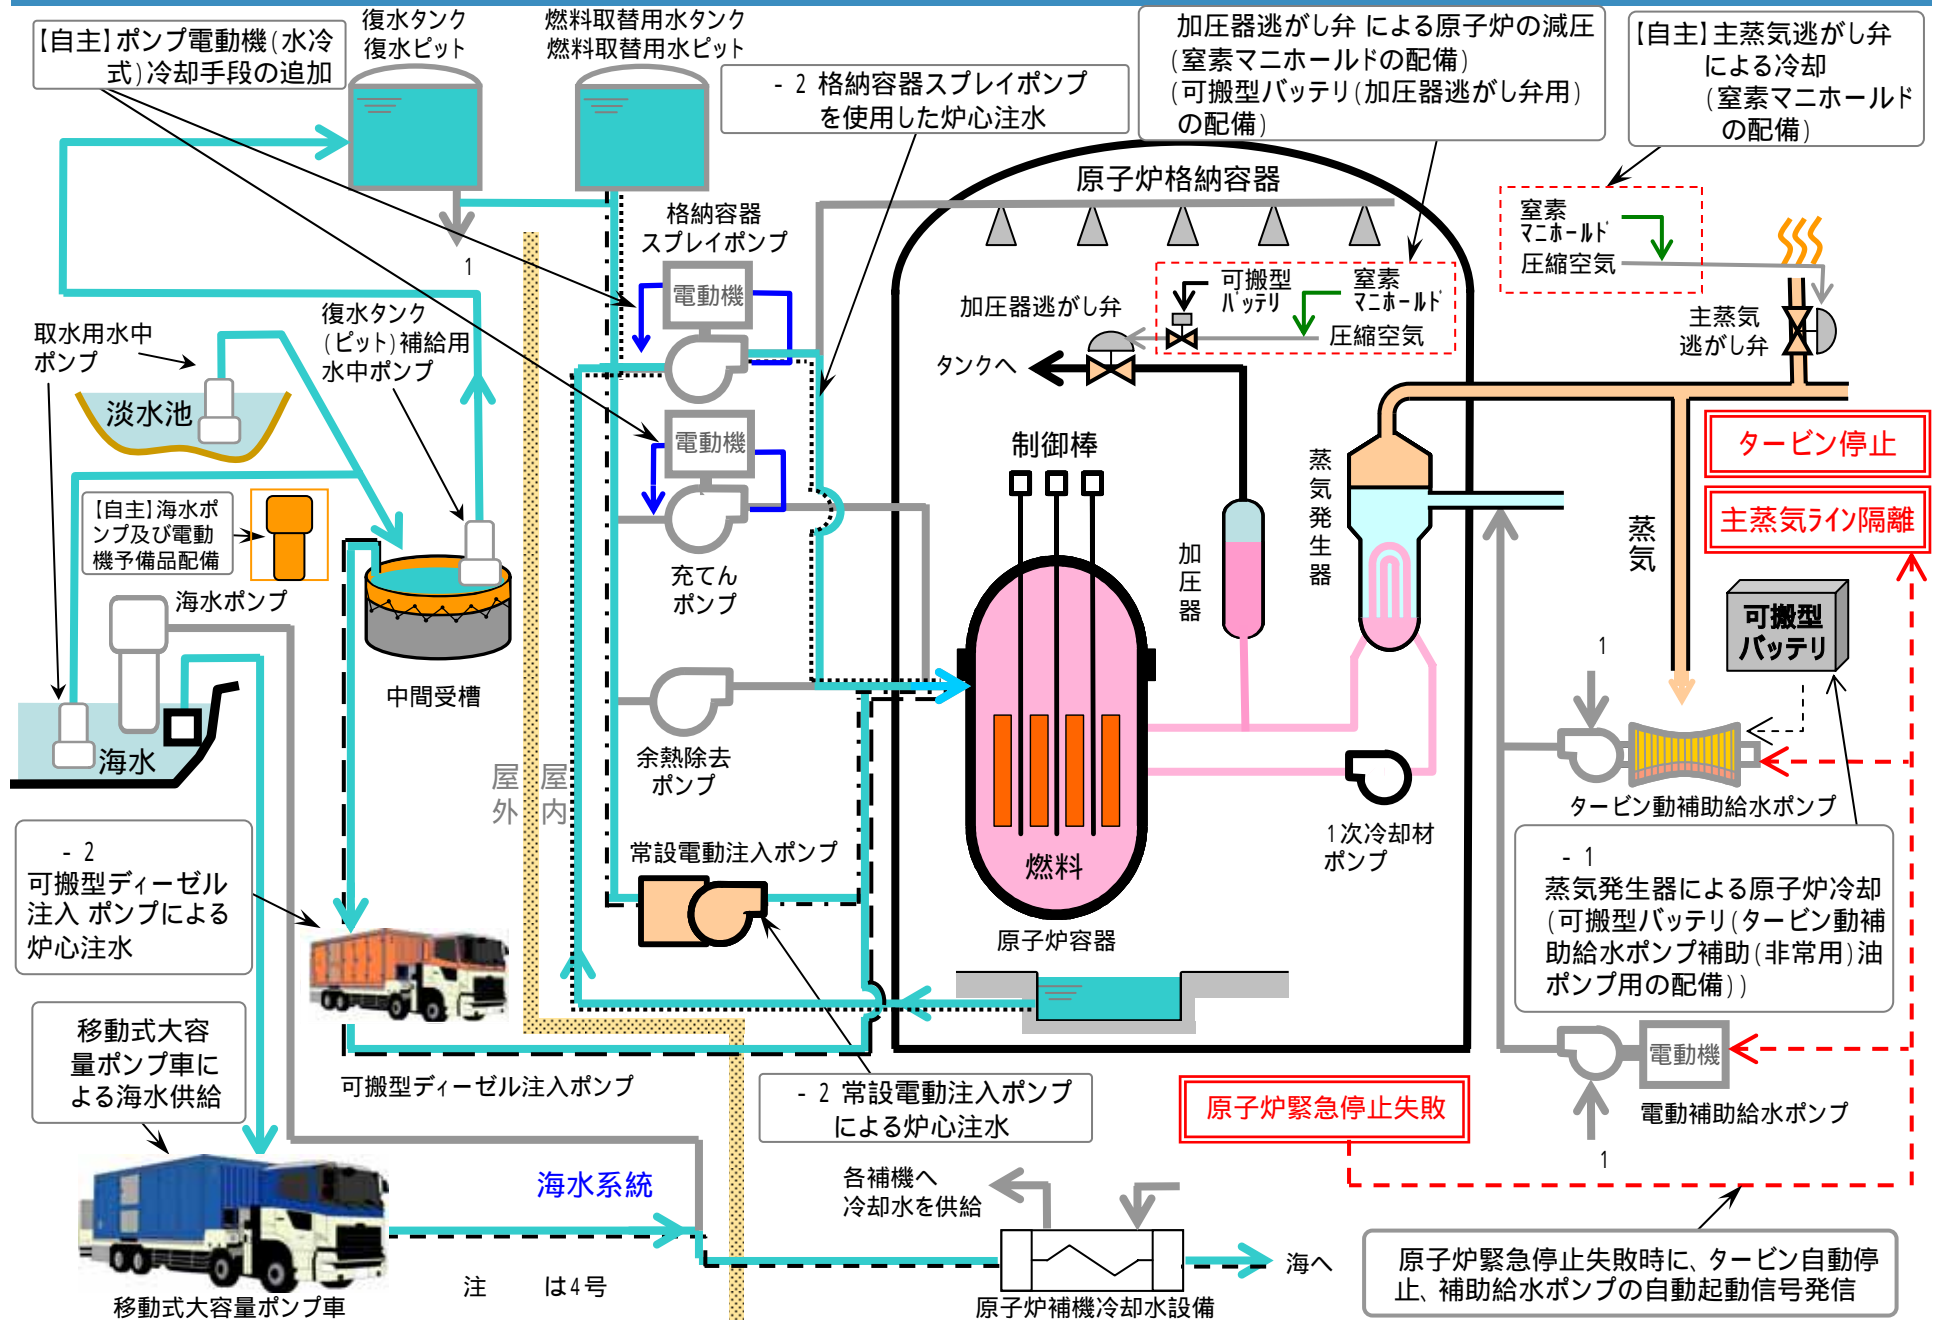 【自主】ポンプ電動機(水冷
式)冷却手段の追加
復水タンク
復水ピット
燃料取替用水タンク
燃料取替用水ピット
- 2 格納容器スプレイポンプ
を使用した炉心注水
加圧器逃がし弁 による原子炉の減圧
(窒素マニホールドの配備)
(可搬型バッテリ(加圧器逃がし弁用)
の配備)
【自主】主蒸気逃がし弁
による冷却
(窒素マニホールド
の配備)
原子炉格納容器
格納容器
スプレイポンプ
電動機
1
窒素
マニホールド
圧縮空気
可搬型
バッテリ
窒素
マニホールド
圧縮空気
加圧器逃がし弁
タンクへ
主蒸気
逃がし弁
取水用水中
ポンプ
復水タンク
(ピット)補給用
水中ポンプ
淡水池
電動機
制御棒
蒸気発生器
タービン停止
主蒸気ライン隔離
【自主】海水ポ
ンプ及び電動
機予備品配備
海水ポンプ
充てん
ポンプ
加圧器
蒸気
可搬型
バッテリ
1
中間受槽
海水
屋外
屋内
余熱除去
ポンプ
タービン動補助給水ポンプ
1次冷却材
ポンプ
- 2
可搬型ディーゼル
注入 ポンプによる
炉心注水
常設電動注入ポンプ
燃料
原子炉容器
- 1
蒸気発生器による原子炉冷却
(可搬型バッテリ(タービン動補
助給水ポンプ補助(非常用)油
ポンプ用の配備))
移動式大容
量ポンプ車に
よる海水供給
可搬型ディーゼル注入ポンプ
- 2 常設電動注入ポンプ
による炉心注水
原子炉緊急停止失敗
電動機
電動補助給水ポンプ
1
海水系統
各補機へ
冷却水を供給
海へ
注 は4号
移動式大容量ポンプ車
原子炉補機冷却水設備
原子炉緊急停止失敗時に、タービン自動停
止、補助給水ポンプの自動起動信号発信